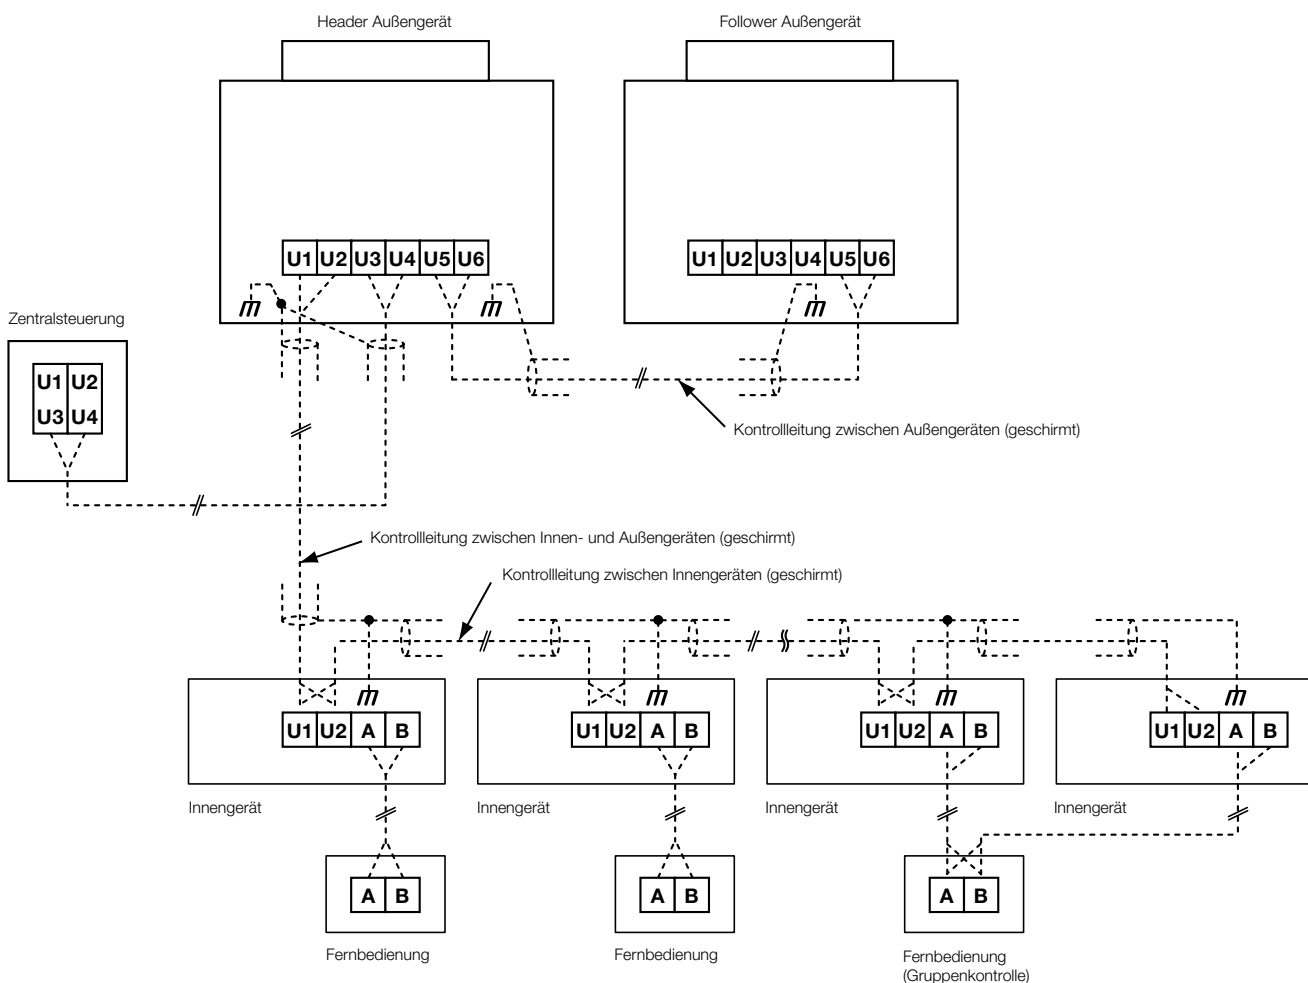 Header Außengerät
Follower Außengerät
U1 U2 U3 U4 U5 U6
U1 U2 U3 U4 U5 U6
Zentralsteuerung
U1 U2
U3 U4
Kontrollleitung zwischen Außengeräten (geschirmt)
Kontrollleitung zwischen Innen- und Außengeräten (geschirmt)
Kontrollleitung zwischen Innengeräten (geschirmt)
U1 U2 A B
U1 U2 A B
U1 U2 A B
U1 U2 A B
Innengerät
Innengerät
Innengerät
Innengerät
A B
A B
A B
Fernbedienung
Fernbedienung
Fernbedienung
(Gruppenkontrolle)